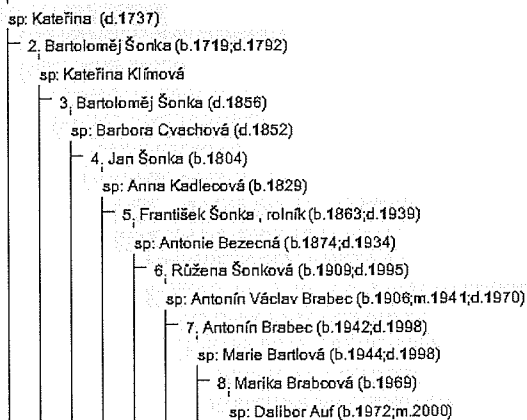 sp: Kateřina (d.1737)
2. Bartoloměj Šonka (b.1719;d.1792)
sp: Kateřina Klímová
3. Bartoloměj Šonka (d.1856)
sp: Barbora Cvachová (d.1852)
4. Jan Šonka (b.1804)
sp: Anna Kadlecová (b.1829)
5. František Šonka , rolník (b.1863;d.1939)
sp: Antonie Bezecná (b.1874;d.1934)
6. Růžena Šonková (b.1909;d.1995)
sp: Antonín Václav Brabec (b.1906;m.1941;d.1970)
7. Antonín Brabec (b.1942;d.1998)
sp: Marie Bartlová (b.1944;d.1998)
8. Marika Brabcová (b.1969)
sp: Dalibor Auf (b.1972;m.2000)